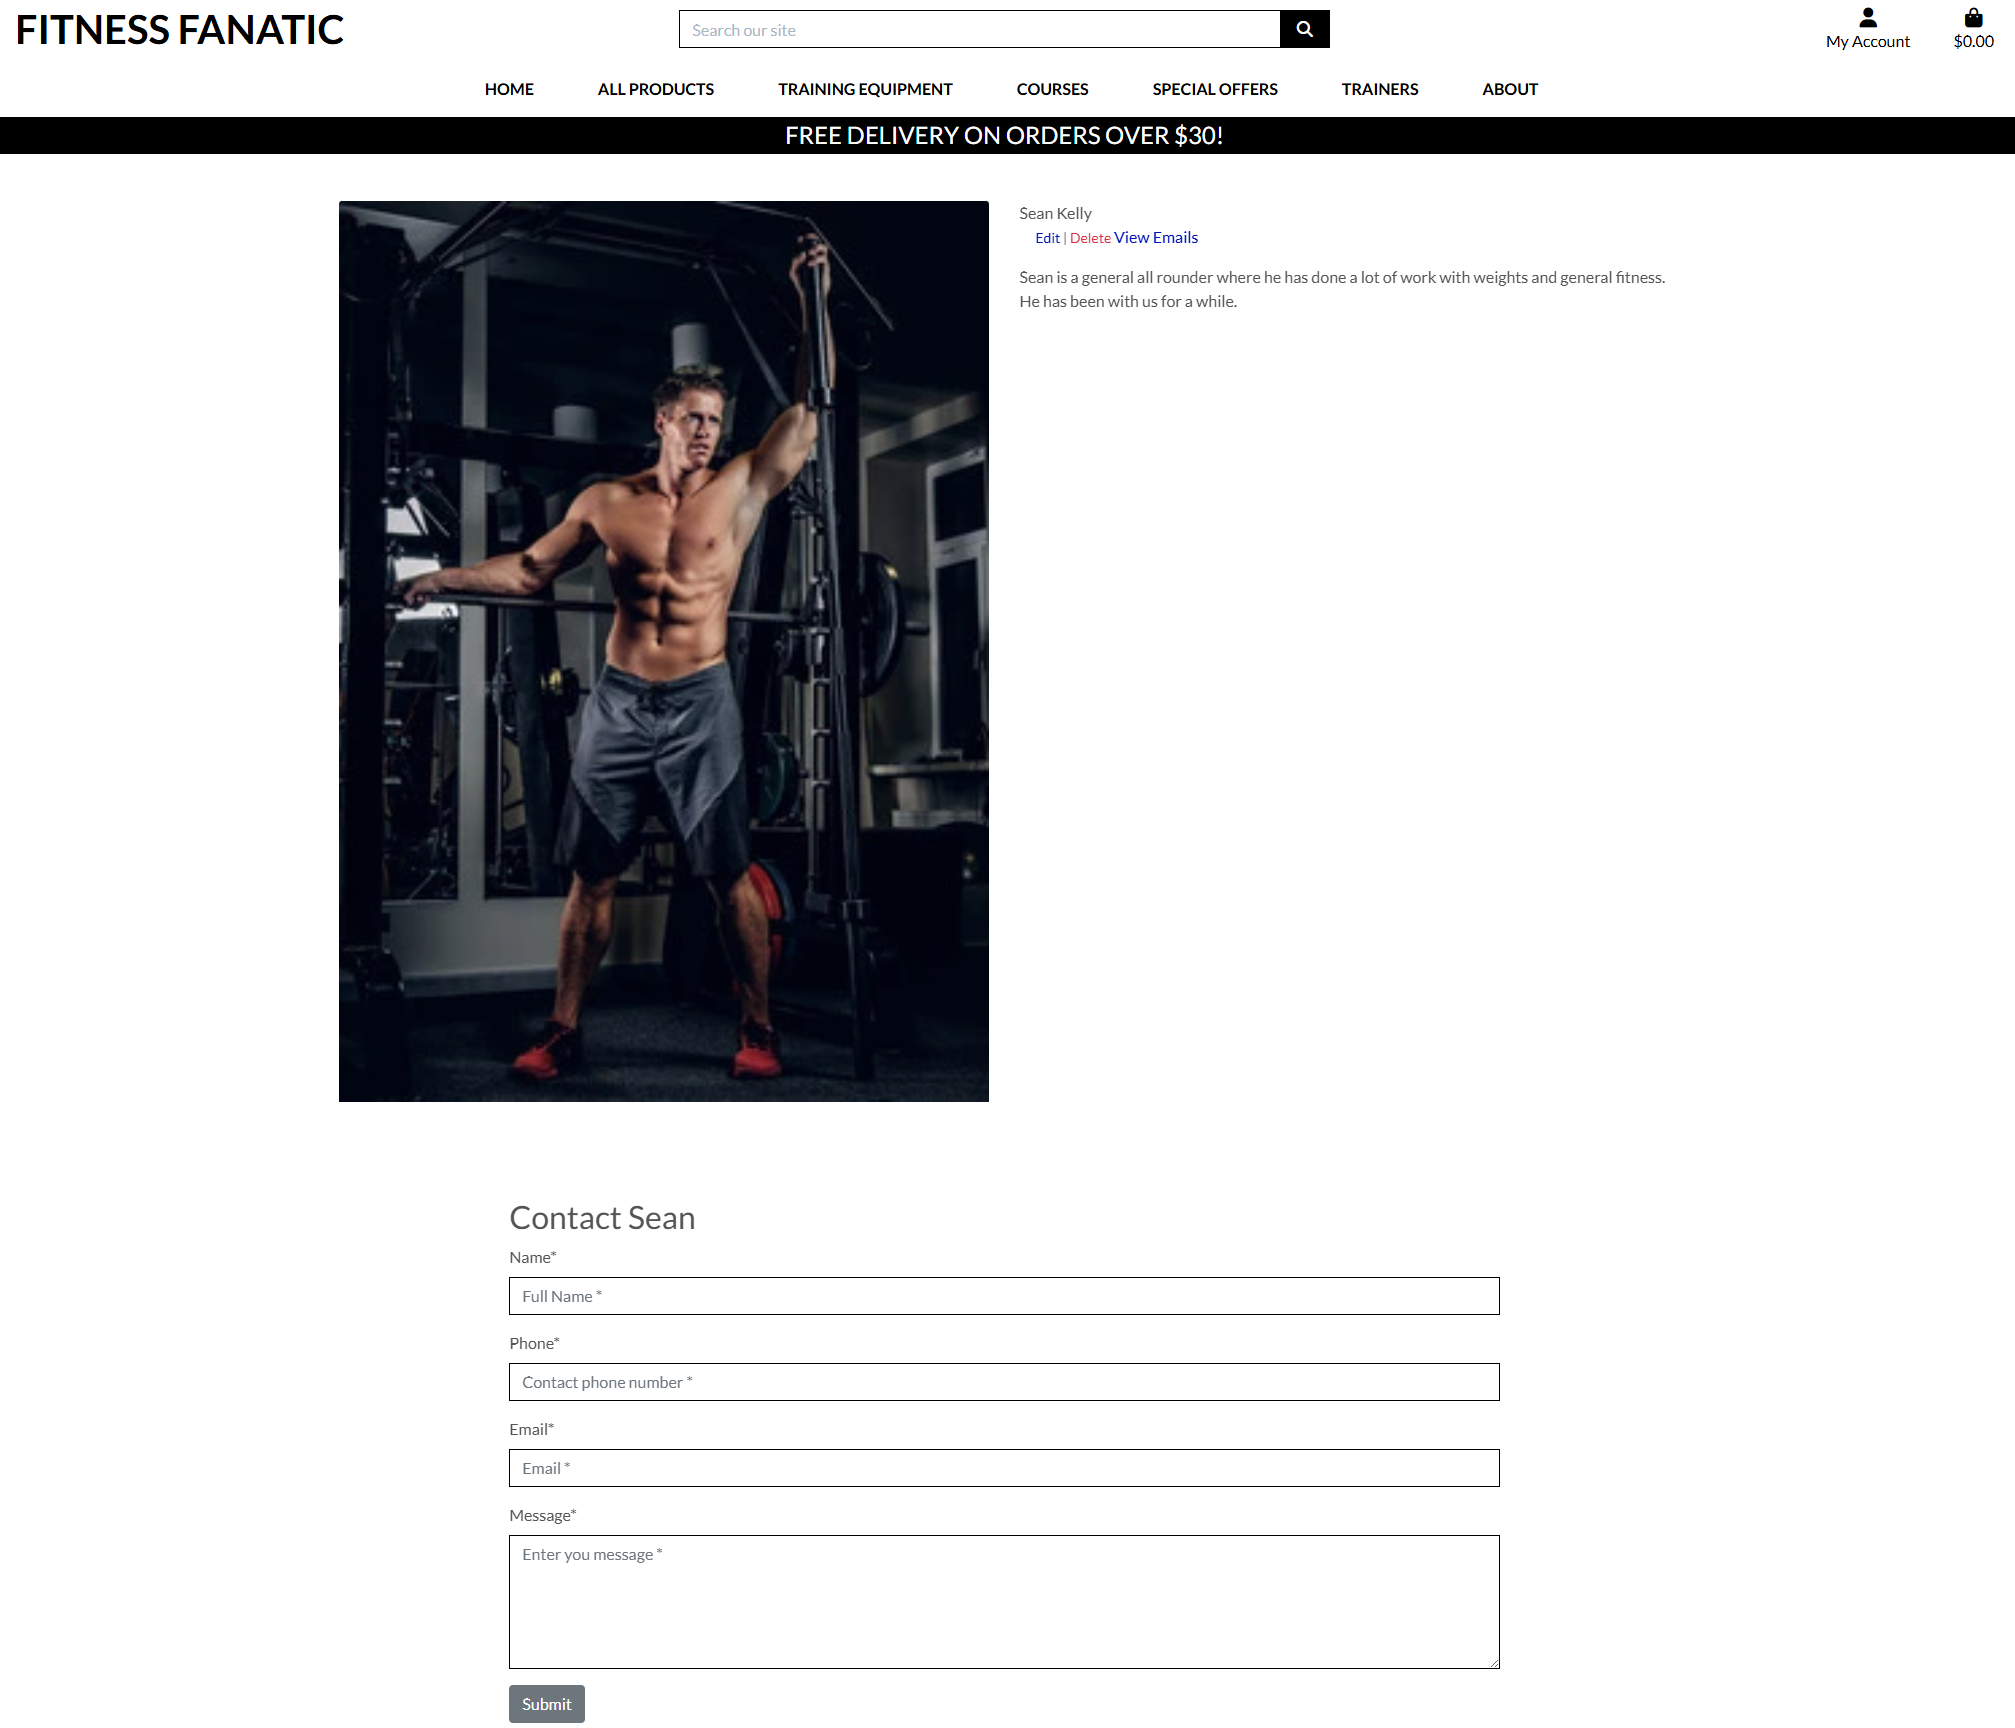 FITNESS FANATIC
Search our site
My Account
$0.00
HOME ALL PRODUCTS TRAINING EQUIPMENT COURSES SPECIAL OFFERS TRAINERS ABOUT
FREE DELIVERY ON ORDERS OVER $30!
Sean Kelly
Edit | Delete View Emails
Sean is a general all rounder where he has done a lot of work with weights and general fitness.
He has been with us for a while.
Contact Sean
Name*
Full Name *
Phone*
Contact phone number *
Email*
Email *
Message*
Enter you message *
Submit